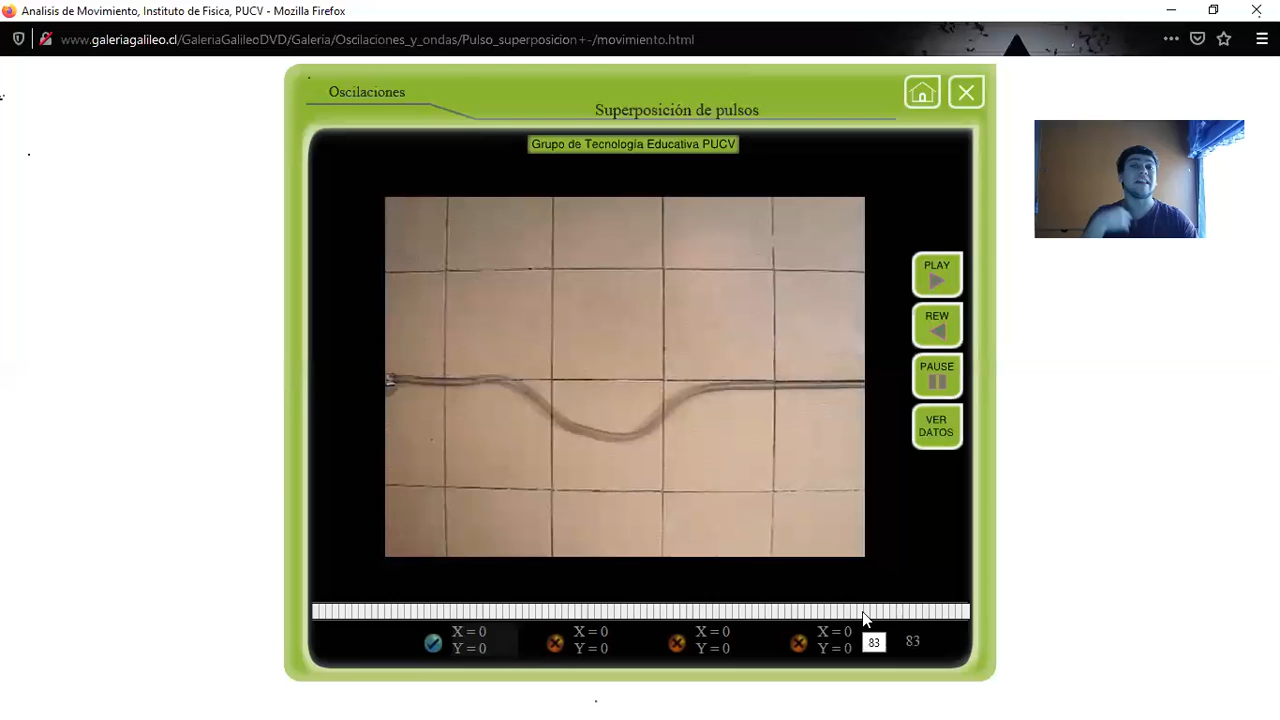 Analisis de Movimiento, Instituto de Fisica, PUCV - Mozilla Firefox
www.galeriagalileo.cl/GaleriaGalileoDVD/Galeria/Oscilaciones_y_ondas/Pulso_superposicion+-/movimiento.html
Oscilaciones
Superposición de pulsos
Grupo de Tecnología Educativa PUCV
PLAY
REW
PAUSE
VER
DATOS
X = 0
Y = 0
X = 0
Y = 0
X = 0
Y = 0
X = 0
Y = 0
83
83